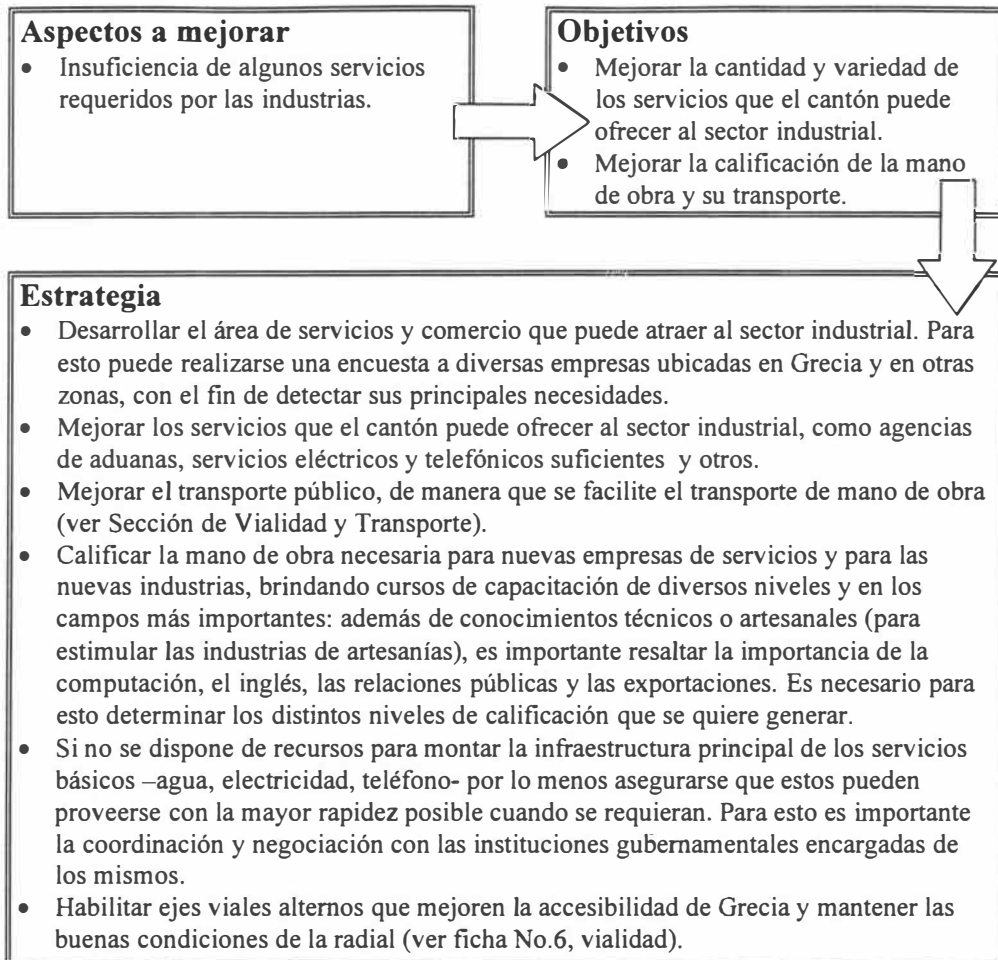 Aspectos a mejorar
• Insuficiencia de algunos servicios
requeridos por las industrias.
Objetivos
• Mejorar la cantidad y variedad de
los servicios que el cantón puede
ofrecer al sector industrial.
• Mejorar la calificación de la mano
de obra y su transporte.
Estrategia
• Desarrollar el área de servicios y comercio que puede atraer al sector industrial. Para
esto puede realizarse una encuesta a diversas empresas ubicadas en Grecia y en otras
zonas, con el fin de detectar sus principales necesidades.
• Mejorar los servicios que el cantón puede ofrecer al sector industrial, como agencias
de aduanas, servicios eléctricos y telefónicos suficientes y otros.
• Mejorar el transporte público, de manera que se facilite el transporte de mano de obra
(ver Sección de Vialidad y Transporte).
• Calificar la mano de obra necesaria para nuevas empresas de servicios y para las
nuevas industrias, brindando cursos de capacitación de diversos niveles y en los
campos más importantes: además de conocimientos técnicos o artesanales (para
estimular las industrias de artesanías), es importante resaltar la importancia de la
computación, el inglés, las relaciones públicas y las exportaciones. Es necesario para
esto determinar los distintos niveles de calificación que se quiere generar.
• Si no se dispone de recursos para montar la infraestructura principal de los servicios
básicos –agua, electricidad, teléfono- por lo menos asegurarse que estos pueden
proveerse con la mayor rapidez posible cuando se requieran. Para esto es importante
la coordinación y negociación con las instituciones gubernamentales encargadas de
los mismos.
• Habilitar ejes viales alternos que mejoren la accesibilidad de Grecia y mantener las
buenas condiciones de la radial (ver ficha No.6, vialidad).